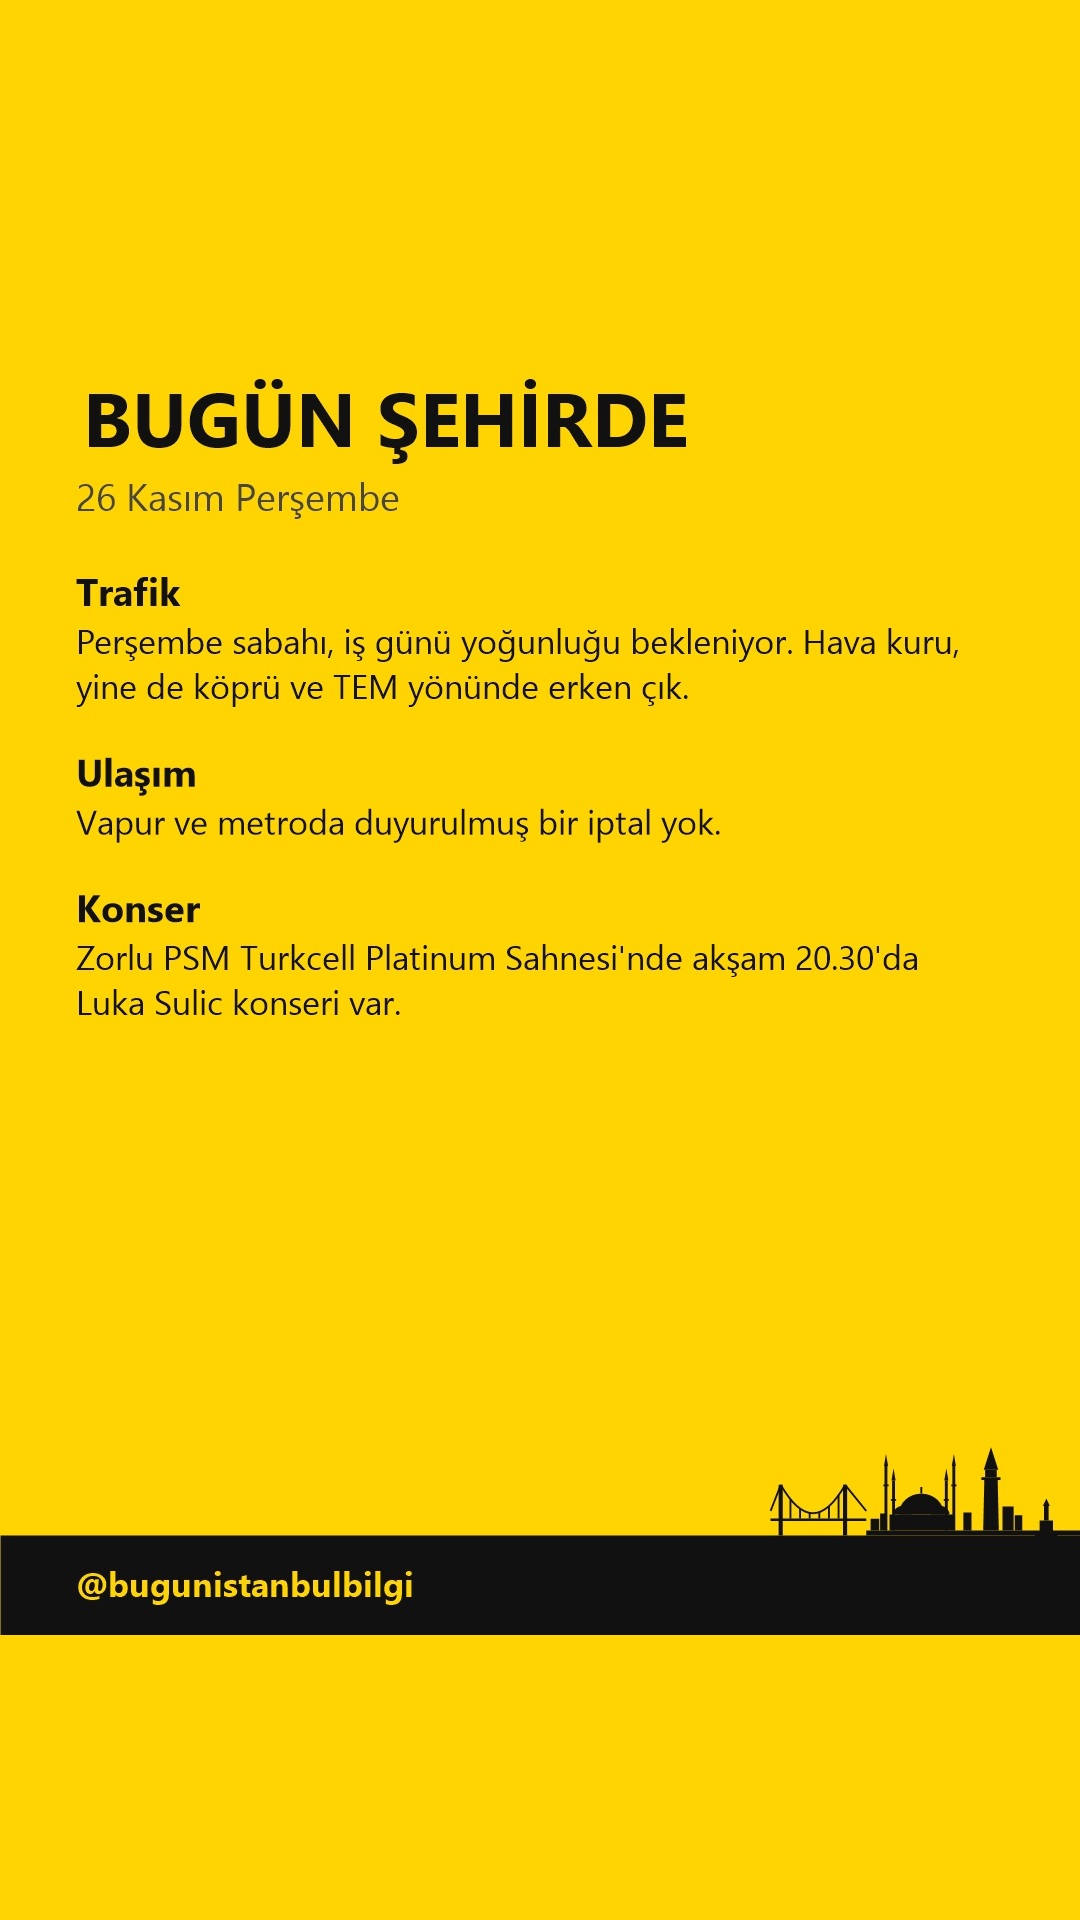 BUGÜN ŞEHİRDE
26 Kasım Perşembe
Trafik
Perşembe sabahı, iş günü yoğunluğu bekleniyor. Hava kuru,
yine de köprü ve TEM yönünde erken çık.
Ulaşım
Vapur ve metroda duyurulmuş bir iptal yok.
Konser
Zorlu PSM Turkcell Platinum Sahnesi'nde akşam 20.30'da
Luka Sulic konseri var.
@bugunistanbulbilgi